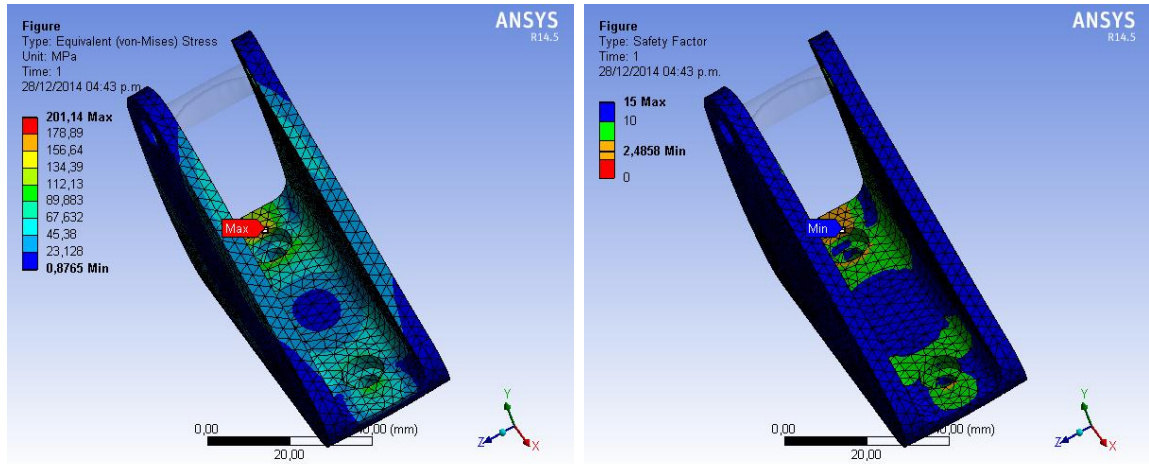 Figure
Type: Equivalent (von-Mises) Stress
Unit: MPa
Time: 1
28/12/2014 04:43 p.m.
ANSYS
R14.5
201,14 Max
178,89
156,64
134,39
112,13
89,883
67,632
45,38
23,128
0,8765 Min
Max
0,00
20,00
Y
Z
X
Figure
Type: Safety Factor
Time: 1
28/12/2014 04:43 p.m.
ANSYS
R14.5
15 Max
10
2,4858 Min
0
Min
0,00
20,00
(mm)
Y
Z
X